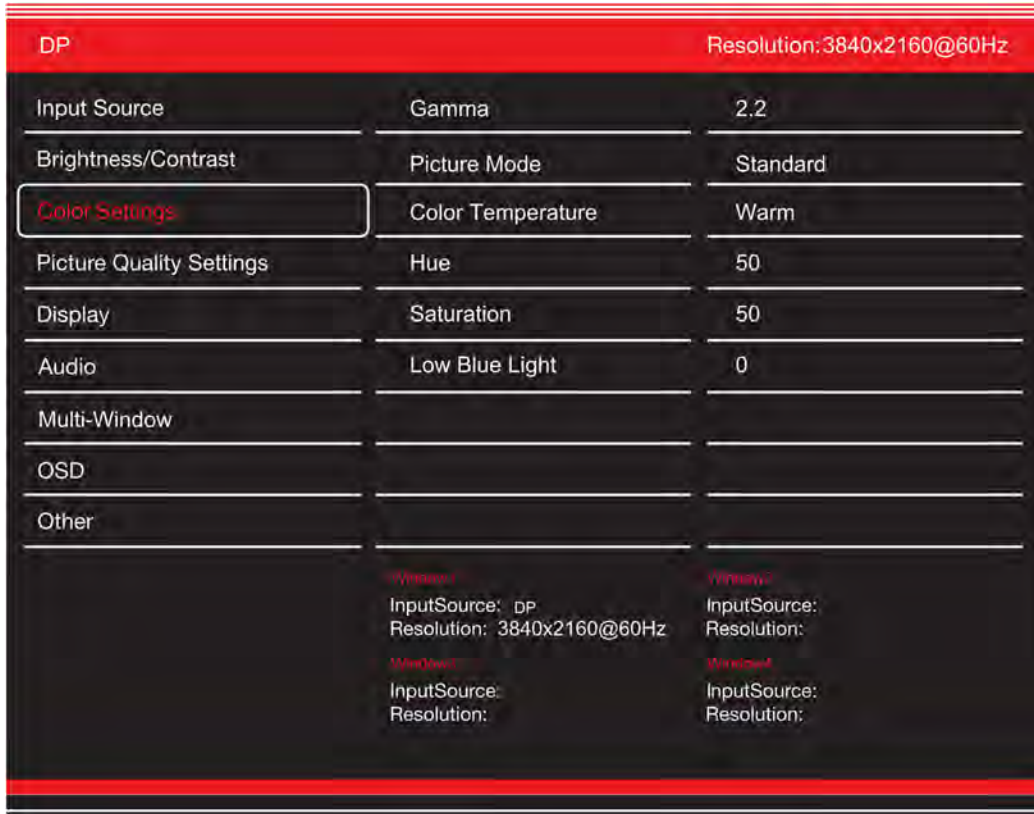 DP
Resolution:3840x2160@60Hz
Input Source
Gamma
2.2
Brightness/Contrast
Picture Mode
Standard
Color Settings
Color Temperature
Warm
Picture Quality Settings
Hue
50
Display
Saturation
50
Audio
Low Blue Light
0
Multi-Window
OSD
Other
InputSource: DP
Resolution: 3840x2160@60Hz
InputSource:
Resolution:
InputSource:
Resolution:
InputSource:
Resolution: